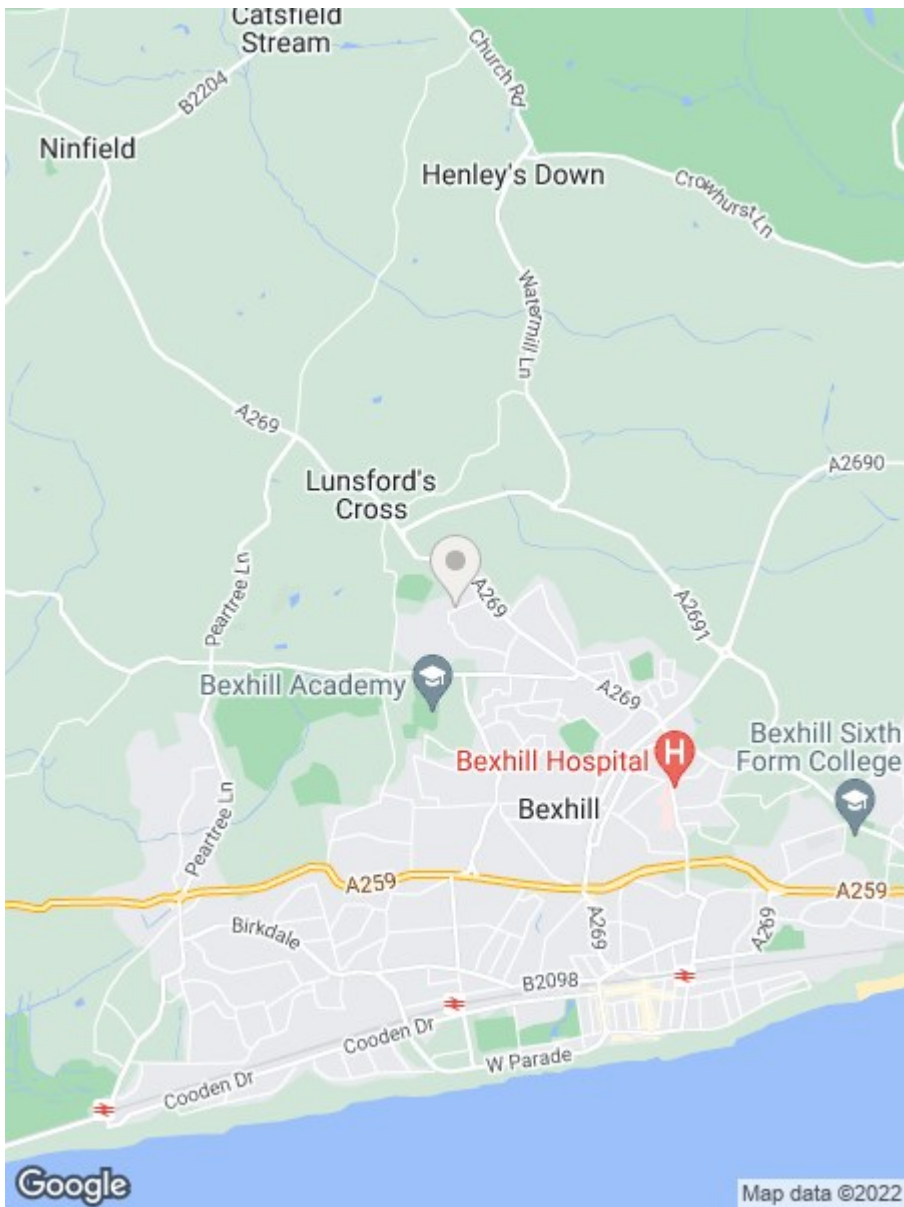 Catsfield
Stream
Church Rd
B2204
Ninfield
Henley's Down
Crowhurst Ln
Watermill Ln
A269
A2690
Lunsford's
Cross
Peartree Ln
A269
A2691
Bexhill Academy
A269
Bexhill Sixth
Form College
Bexhill Hospital
H
Bexhill
Peartree Ln
A259
A259
Birkdale
A269
A269
B2098
Cooden Dr
W Parade
Cooden Dr
Google
Map data ©2022